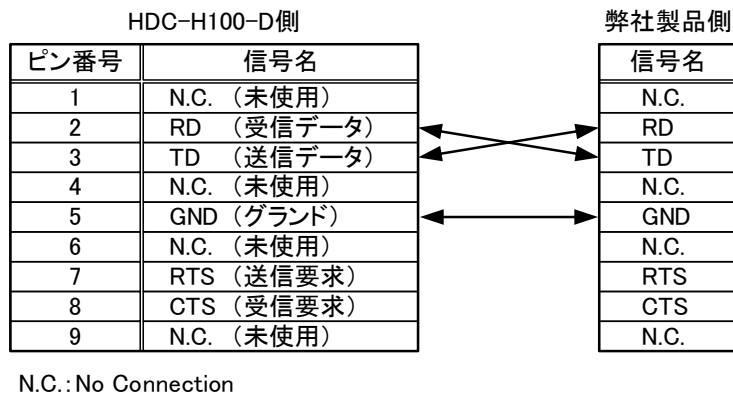 HDC-H100-D側 弊社製品側
ピン番号 信号名 信号名
1 N.C. （未使用） N.C.
2 RD （受信データ） RD
3 TD （送信データ） TD
4 N.C. （未使用） N.C.
5 GND （グランド） GND
6 N.C. （未使用） N.C.
7 RTS （送信要求） RTS
8 CTS （受信要求） CTS
9 N.C. （未使用） N.C.
N.C.：No Connection